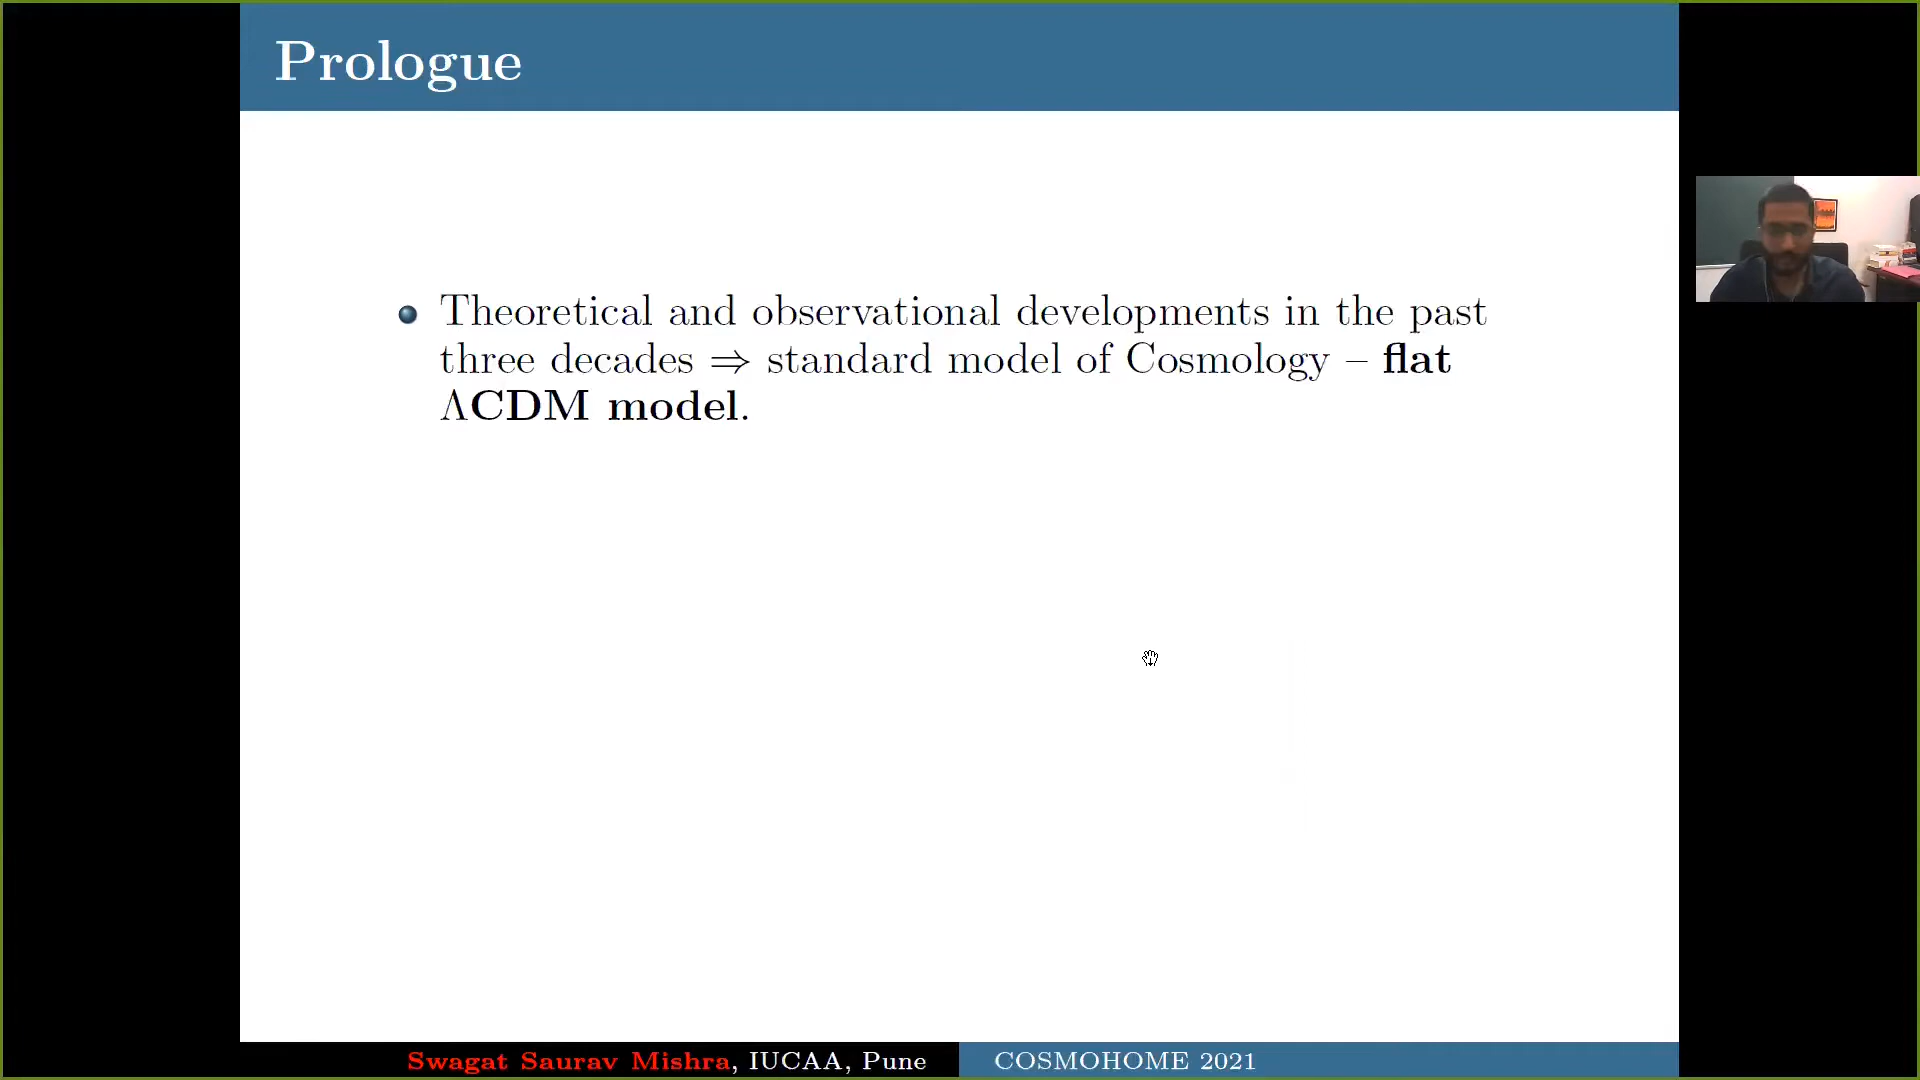 Prologue
Theoretical and observational developments in the past
three decades ⇒ standard model of Cosmology – flat
ΛCDM model.
Swagat Saurav Mishra, IUCAA, Pune
COSMOHOME 2021